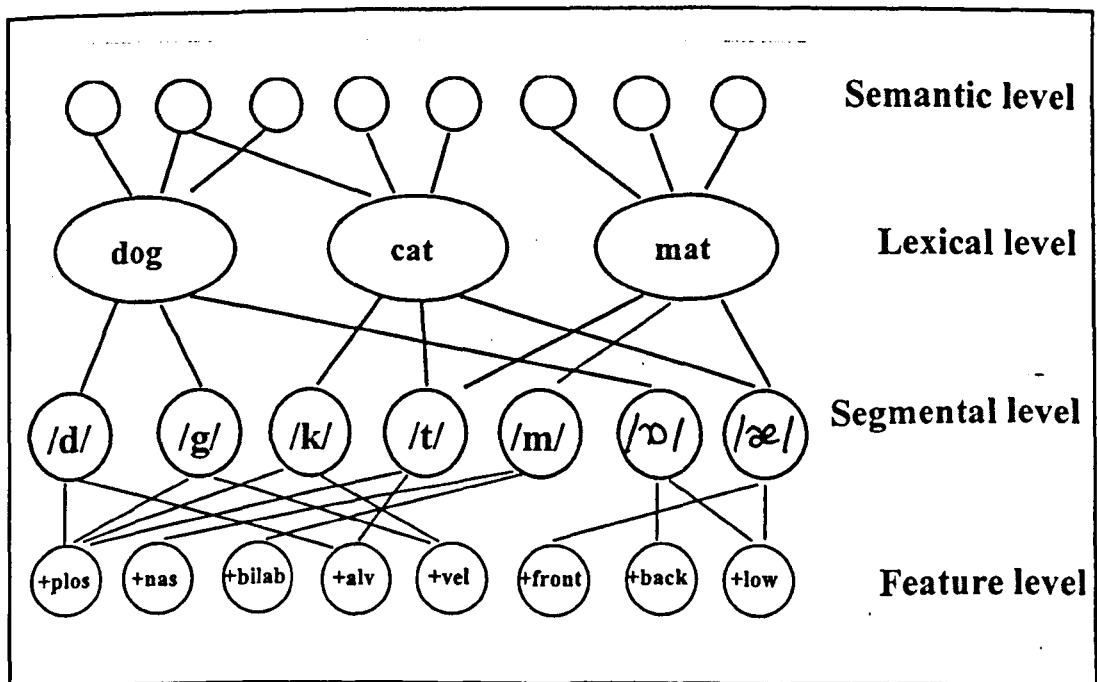 Semantic level
dog cat mat Lexical level
/d/ /g/ /k/ /t/ /m/ /ɒ/ /æ/ Segmental level
+plos +nas +bilab +alv +vel +front +back +low Feature level